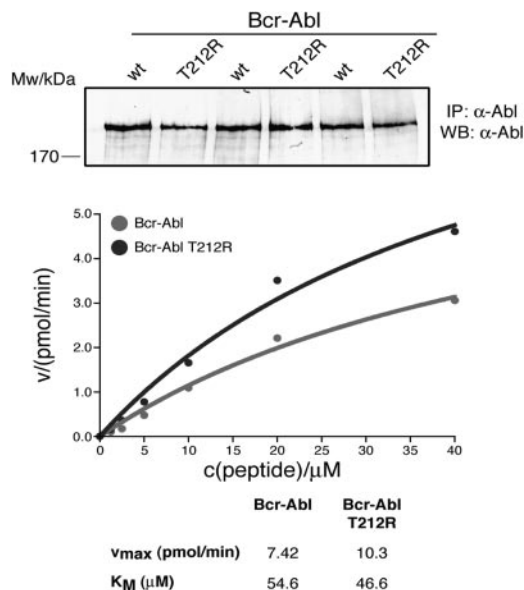 Bcr-Abl
Mw/kDa wt T212R wt T212R wt T212R
IP: α-Abl
WB: α-Abl
170
Bcr-Abl
Bcr-Abl T212R
v/(pmol/min)
5.0
4.0
3.0
2.0
1.0
0.0
0 5 10 15 20 25 30 35 40
c(peptide)/μM
Bcr-Abl Bcr-Abl
T212R
vmax (pmol/min) 7.42 10.3
KM (μM) 54.6 46.6